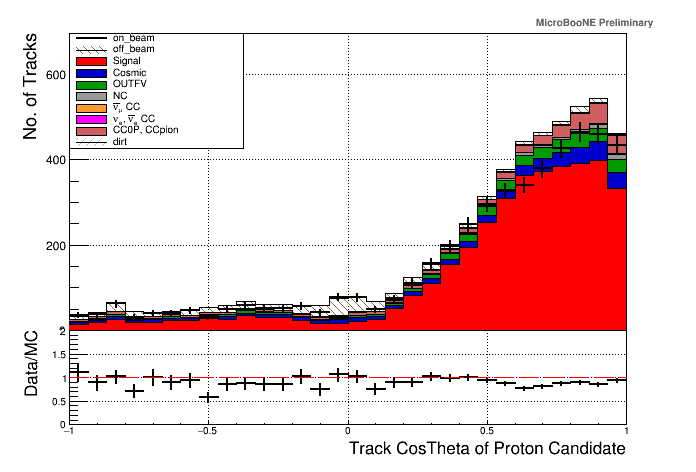 MicroBooNE Preliminary
No. of Tracks
on_beam
off_beam
Signal
Cosmic
OUTFV
NC
ν̅μ CC
νe, ν̅e CC
CC0P, CCpion
dirt
600
400
200
Data/MC
2
1.5
1
0.5
0
−1 −0.5 0 0.5 1
Track CosTheta of Proton Candidate